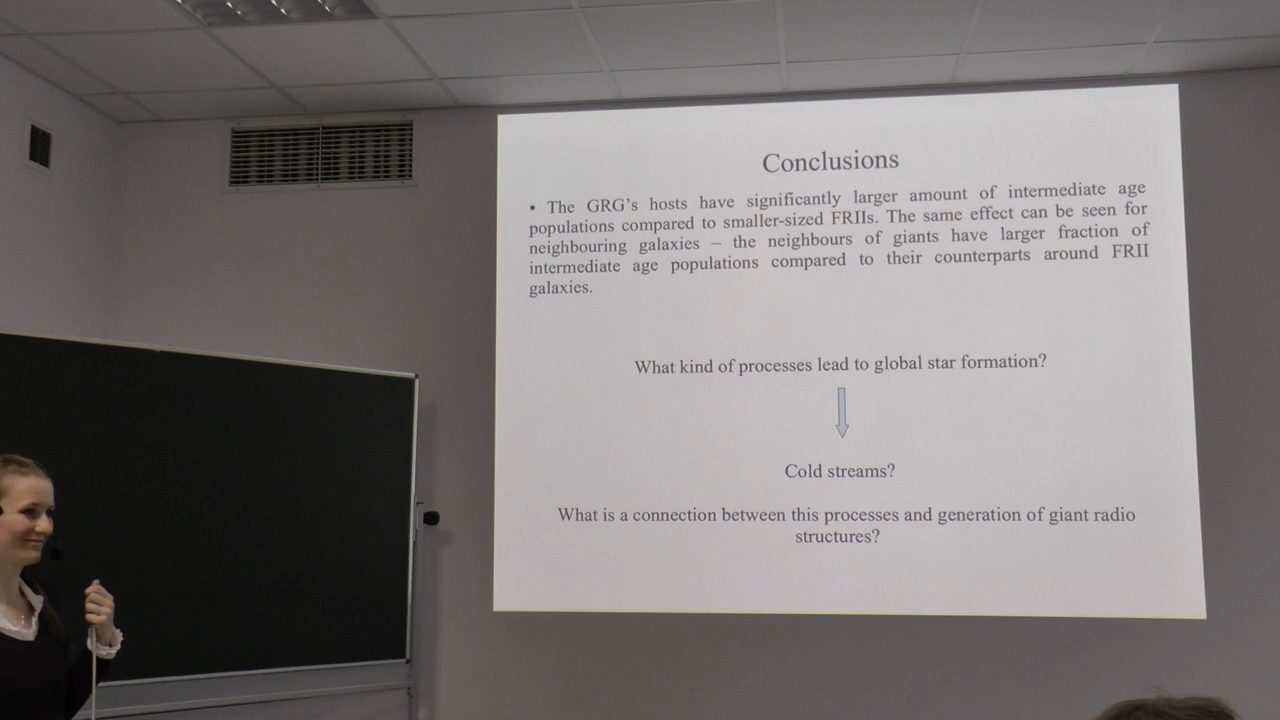 Conclusions
• The GRG's hosts have significantly larger amount of intermediate age
populations compared to smaller-sized FRIIs. The same effect can be seen for
neighbouring galaxies – the neighbours of giants have larger fraction of
intermediate age populations compared to their counterparts around FRII
galaxies.
What kind of processes lead to global star formation?
Cold streams?
What is a connection between this processes and generation of giant radio
structures?